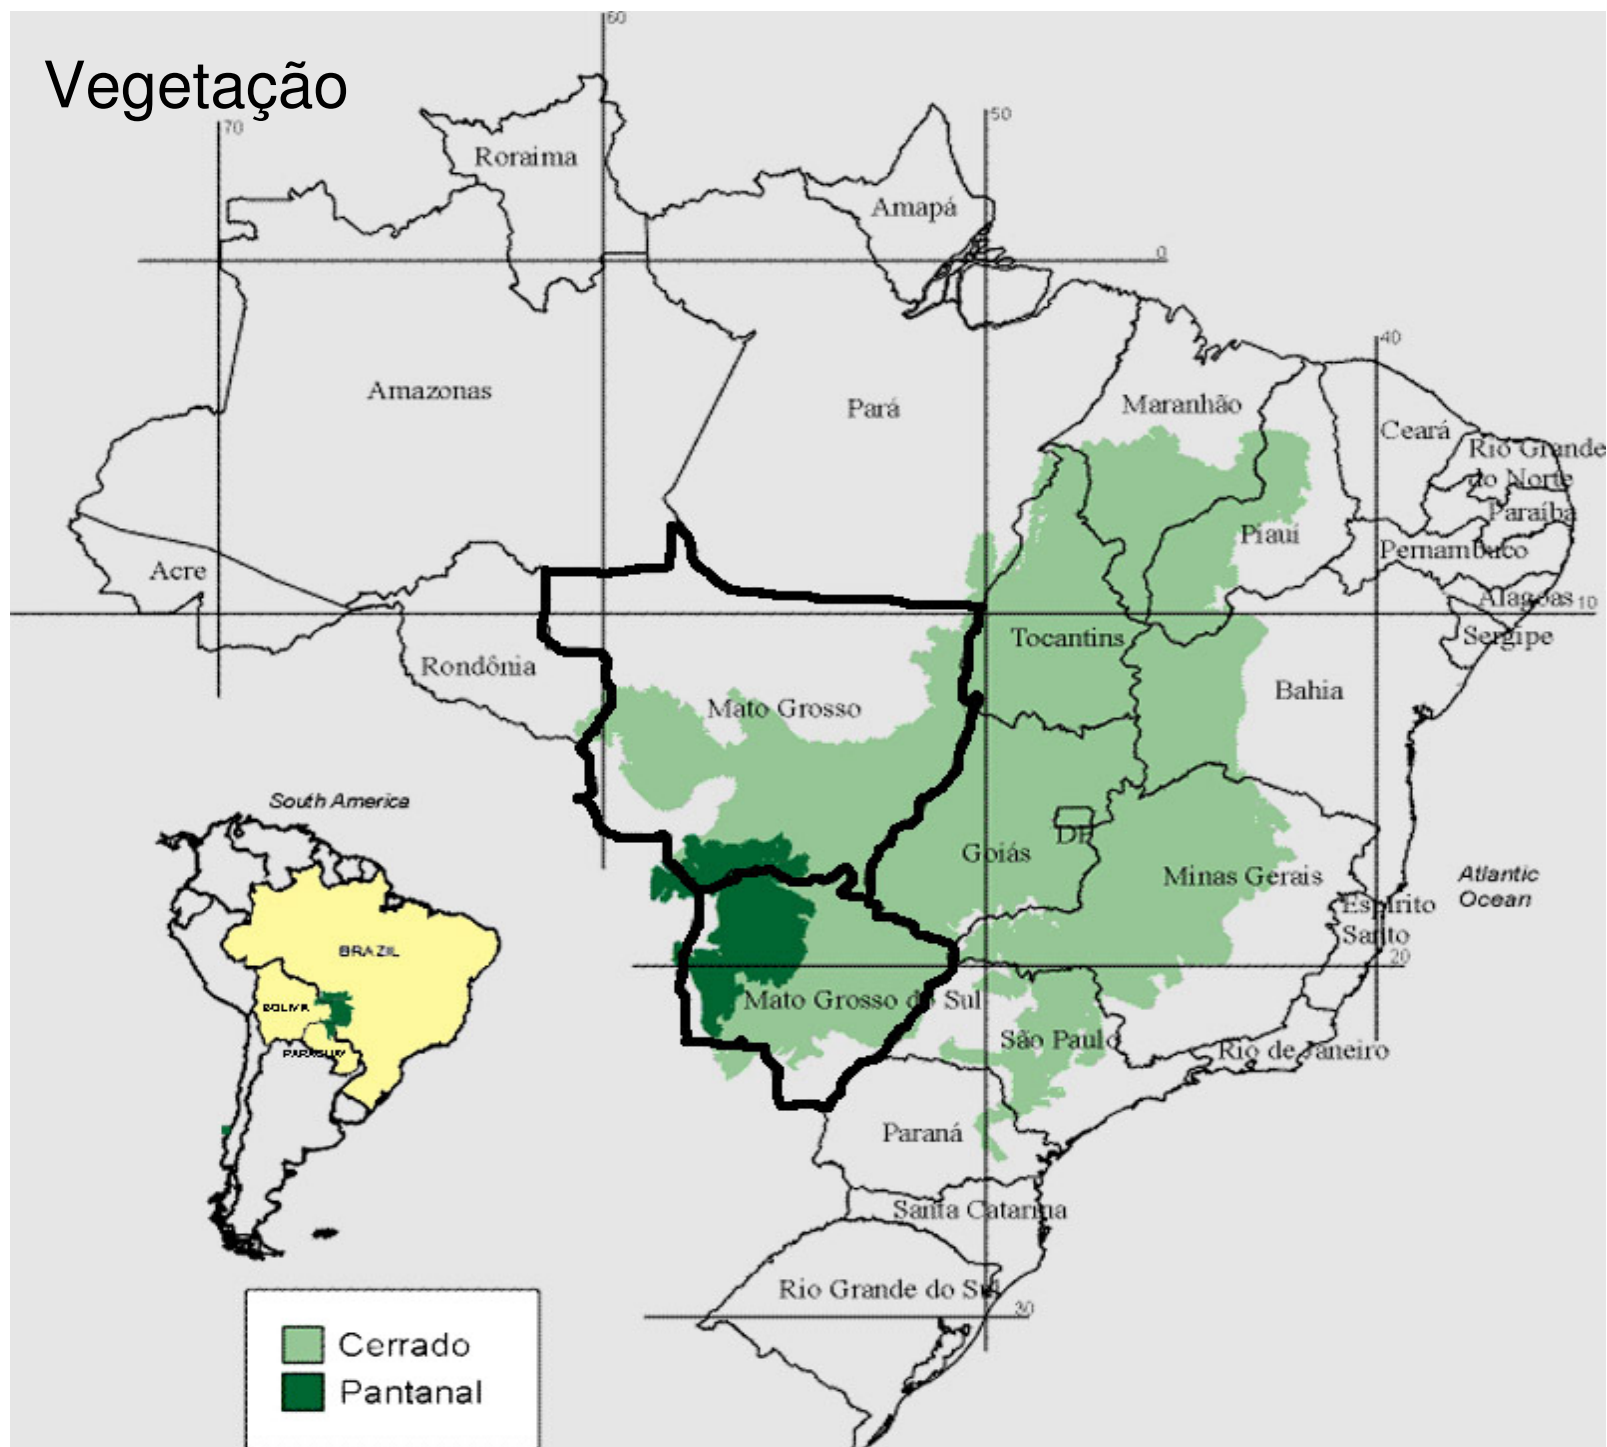 Vegetação
60
70
50
Roraima
Amapá
0
40
Amazonas
Pará
Maranhão
Ceará
Rio Grande
do Norte
Paraíba
Piauí
Pernambuco
Acre
Alagoas
10
Tocantins
Sergipe
Rondônia
Bahia
Mato Grosso
South America
DF
Goiás
Minas Gerais
Atlantic
Ocean
Espírito
Santo
BRAZIL
20
BOLIVIA
Mato Grosso do Sul
São Paulo
PARAGUAY
Rio de Janeiro
Paraná
Santa Catarina
Rio Grande do Sul
30
Cerrado
Pantanal